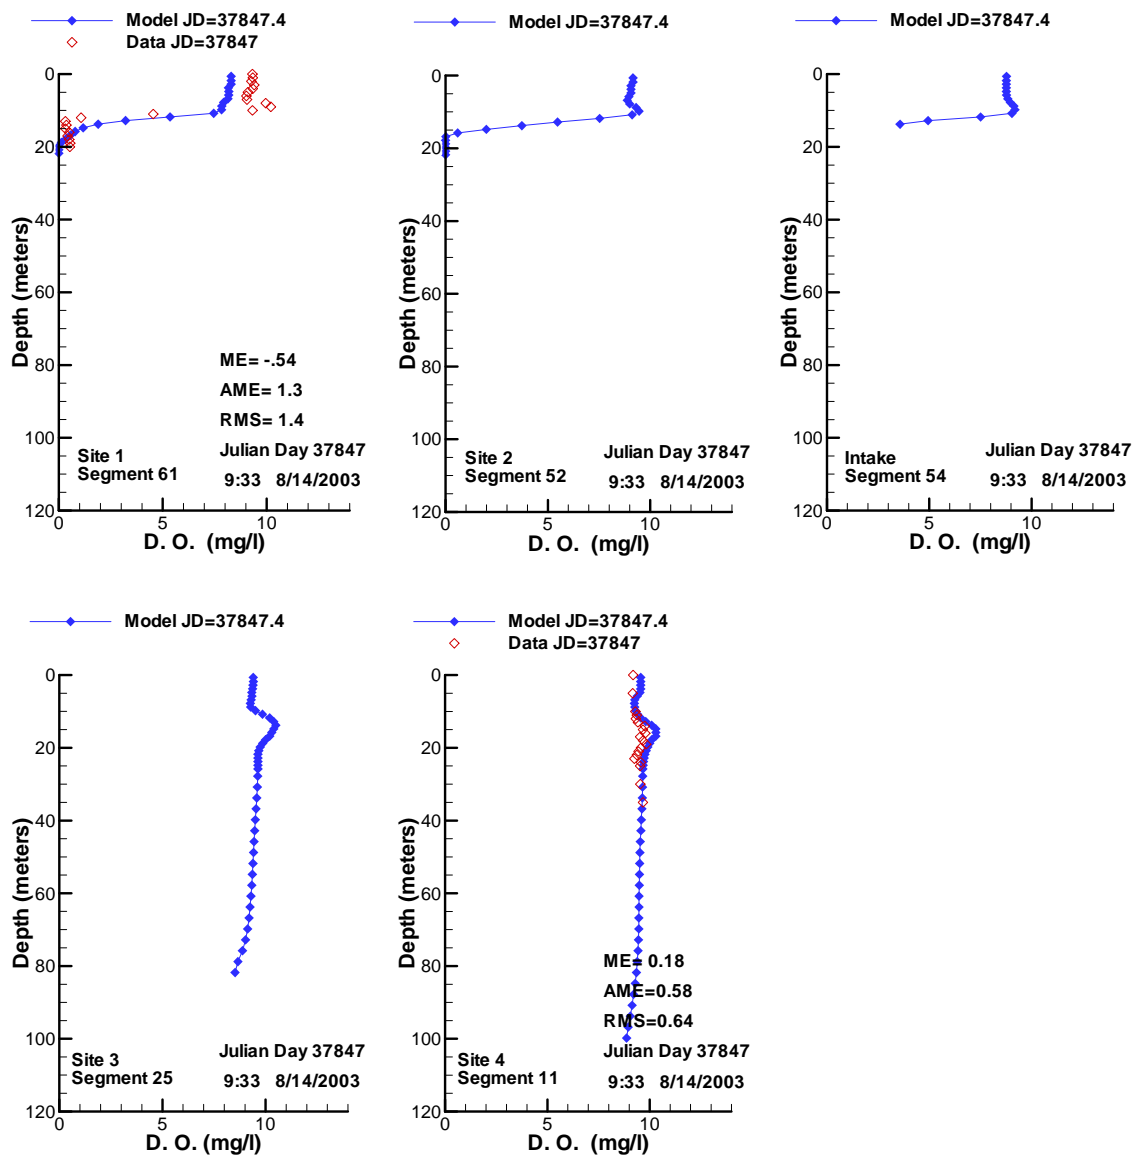 Model JD=37847.4
Data JD=37847
0
20
40
60
80
100
120
Depth (meters)
ME= -.54
AME= 1.3
RMS= 1.4
Site 1
Segment 61
Julian Day 37847
9:33 8/14/2003
0 5 10
D. O. (mg/l)
Model JD=37847.4
0
20
40
60
80
100
120
Depth (meters)
Site 2
Segment 52
Julian Day 37847
9:33 8/14/2003
0 5 10
D. O. (mg/l)
Model JD=37847.4
0
20
40
60
80
100
120
Depth (meters)
Intake
Segment 54
Julian Day 37847
9:33 8/14/2003
0 5 10
D. O. (mg/l)
Model JD=37847.4
0
20
40
60
80
100
120
Depth (meters)
Site 3
Segment 25
Julian Day 37847
9:33 8/14/2003
0 5 10
D. O. (mg/l)
Model JD=37847.4
Data JD=37847
0
20
40
60
80
100
120
Depth (meters)
ME= 0.18
AME=0.58
RMS=0.64
Site 4
Segment 11
Julian Day 37847
9:33 8/14/2003
0 5 10
D. O. (mg/l)